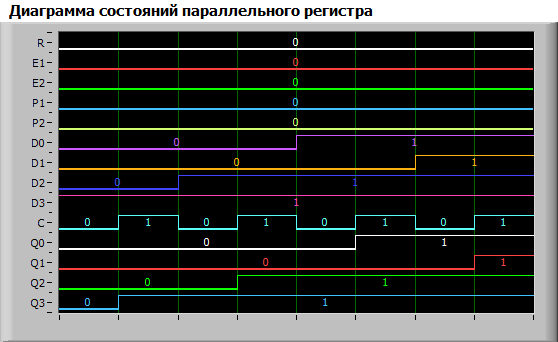 Диаграмма состояний параллельного регистра
R 0
E1 0
E2 0
P1 0
P2 0
D0 0 1
D1 0 1
D2 0 1
D3 1
C 0 1 0 1 0 1 0 1
Q0 0 1
Q1 0 1
Q2 0 1
Q3 0 1